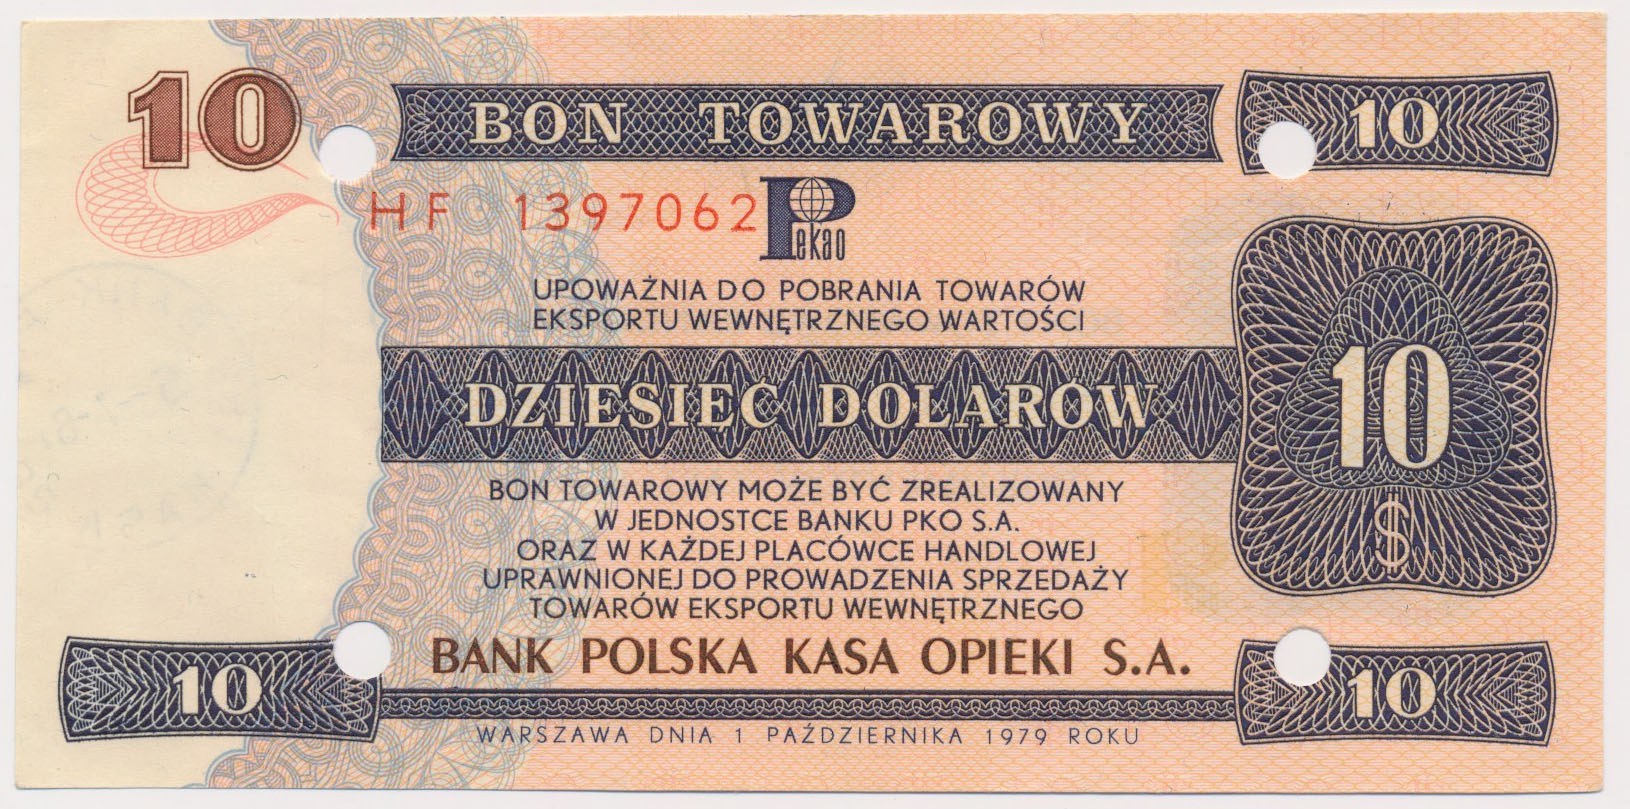 10
BON TOWAROWY
10
HF 1397062
Pekao
UPOWAŻNIA DO POBRANIA TOWARÓW
EKSPORTU WEWNĘTRZNEGO WARTOŚCI
DZIESIĘĆ DOLARÓW
10
$
BON TOWAROWY MOŻE BYĆ ZREALIZOWANY
W JEDNOSTCE BANKU PKO S.A.
ORAZ W KAŻDEJ PLACÓWCE HANDLOWEJ
UPRAWNIONEJ DO PROWADZENIA SPRZEDAŻY
TOWARÓW EKSPORTU WEWNĘTRZNEGO
BANK POLSKA KASA OPIEKI S.A.
10
10
WARSZAWA DNIA 1 PAŹDZIERNIKA 1979 ROKU